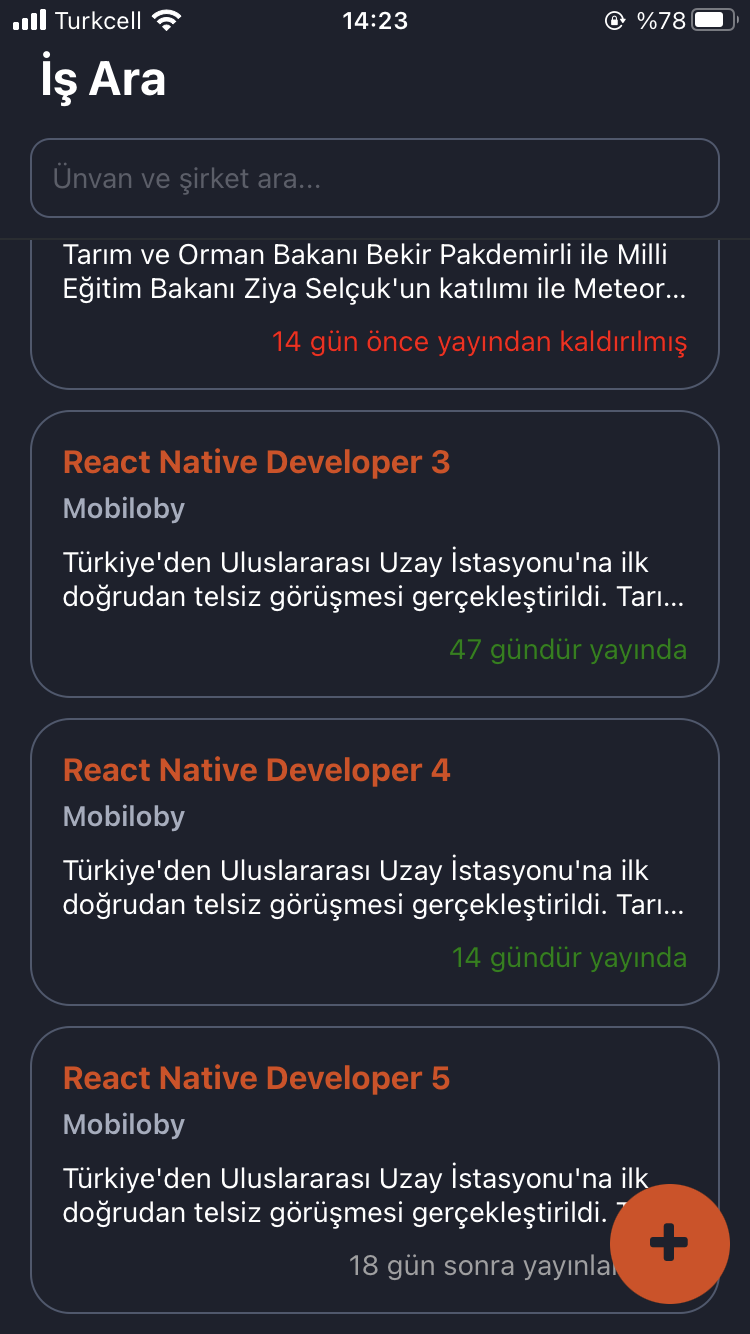 Turkcell 14:23 %78
İş Ara
Ünvan ve şirket ara...
Tarım ve Orman Bakanı Bekir Pakdemirli ile Milli
Eğitim Bakanı Ziya Selçuk'un katılımı ile Meteor...
14 gün önce yayından kaldırılmış
React Native Developer 3
Mobiloby
Türkiye'den Uluslararası Uzay İstasyonu'na ilk
doğrudan telsiz görüşmesi gerçekleştirildi. Tarı...
47 gündür yayında
React Native Developer 4
Mobiloby
Türkiye'den Uluslararası Uzay İstasyonu'na ilk
doğrudan telsiz görüşmesi gerçekleştirildi. Tarı...
14 gündür yayında
React Native Developer 5
Mobiloby
Türkiye'den Uluslararası Uzay İstasyonu'na ilk
doğrudan telsiz görüşmesi gerçekleştirildi.
18 gün sonra